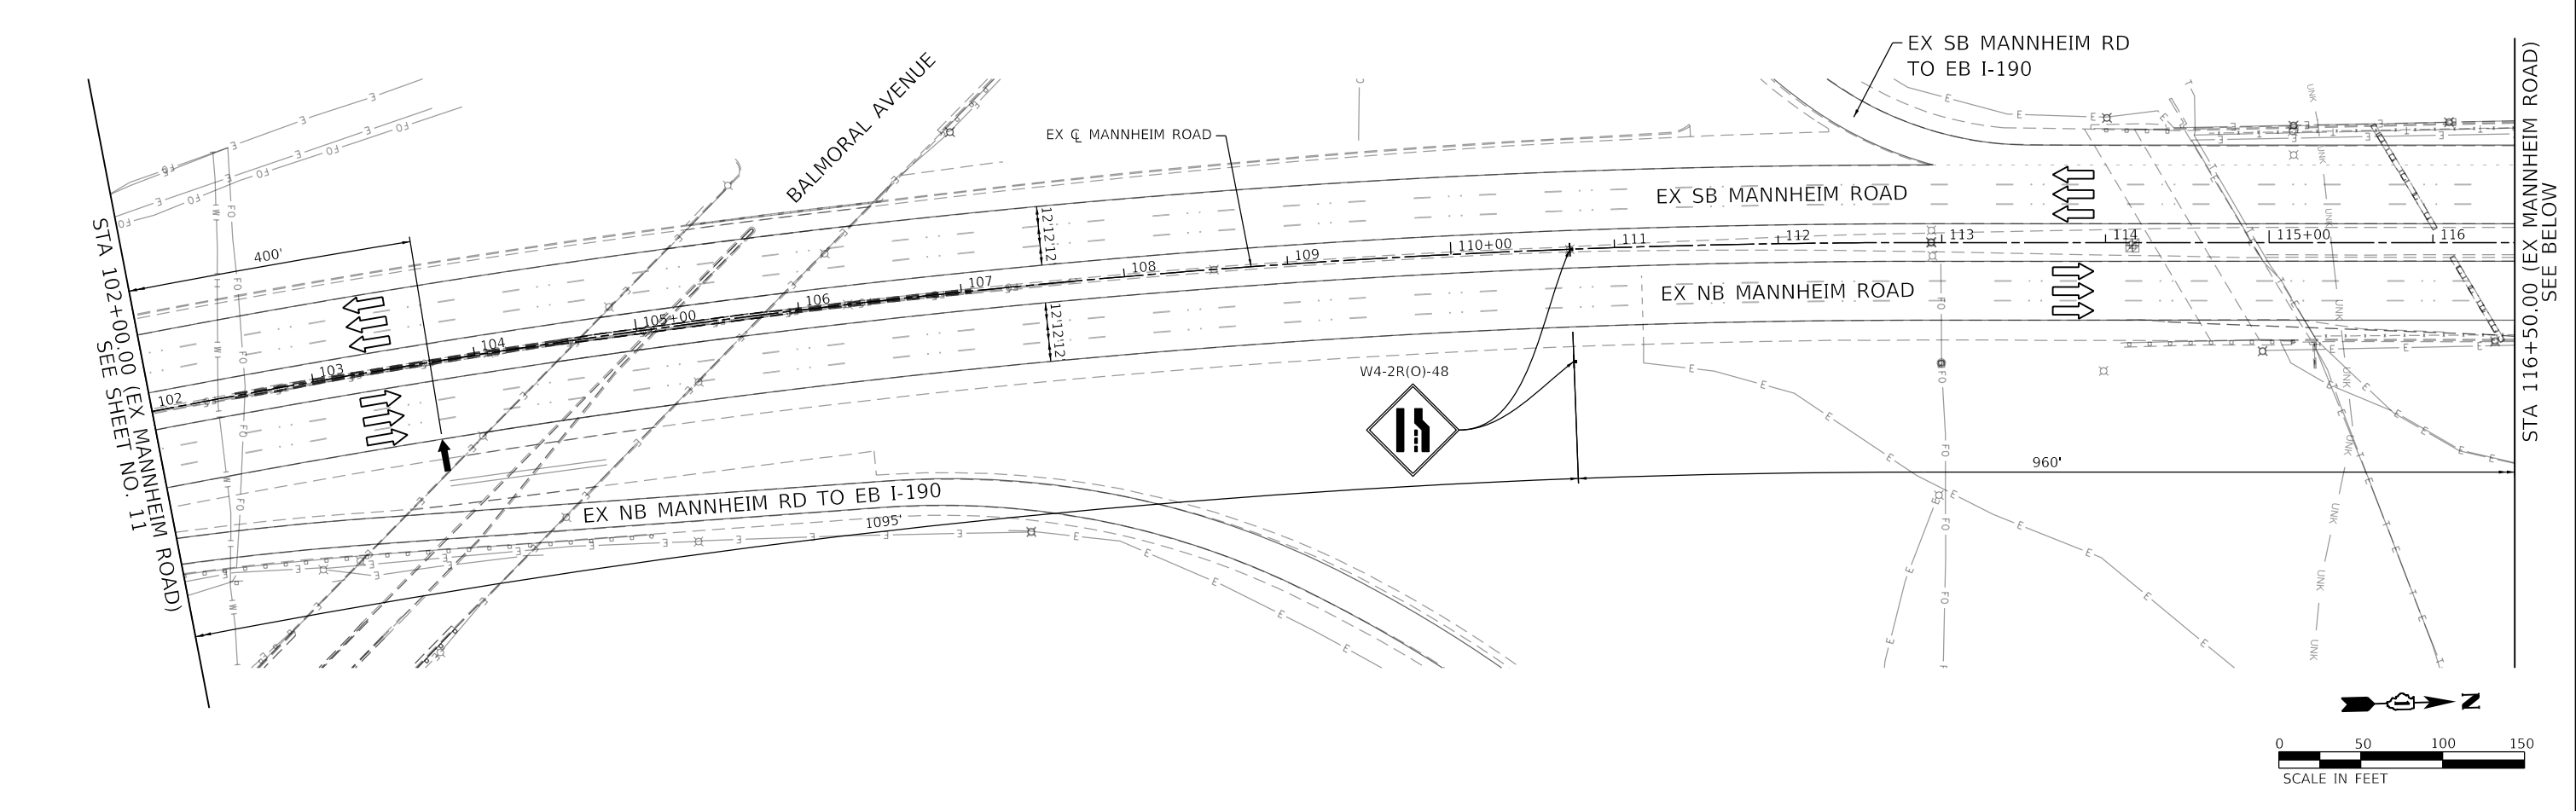 EX SB MANNHEIM RD
TO EB I-190
BALMORAL AVENUE
EX ℄ MANNHEIM ROAD
STA 102+00.00 (EX MANNHEIM ROAD)
SEE SHEET NO. 11
STA 116+50.00 (EX MANNHEIM ROAD)
SEE BELOW
400'
12'12'12'
EX SB MANNHEIM ROAD
102
103
104
105+00
106
107
108
109
110+00
111
112
113
114
115+00
116
12'12'12'
EX NB MANNHEIM ROAD
W4-2R(O)-48
960'
EX NB MANNHEIM RD TO EB I-190
1095'
E
FO
W
T
UNK
N
0 50 100 150
SCALE IN FEET